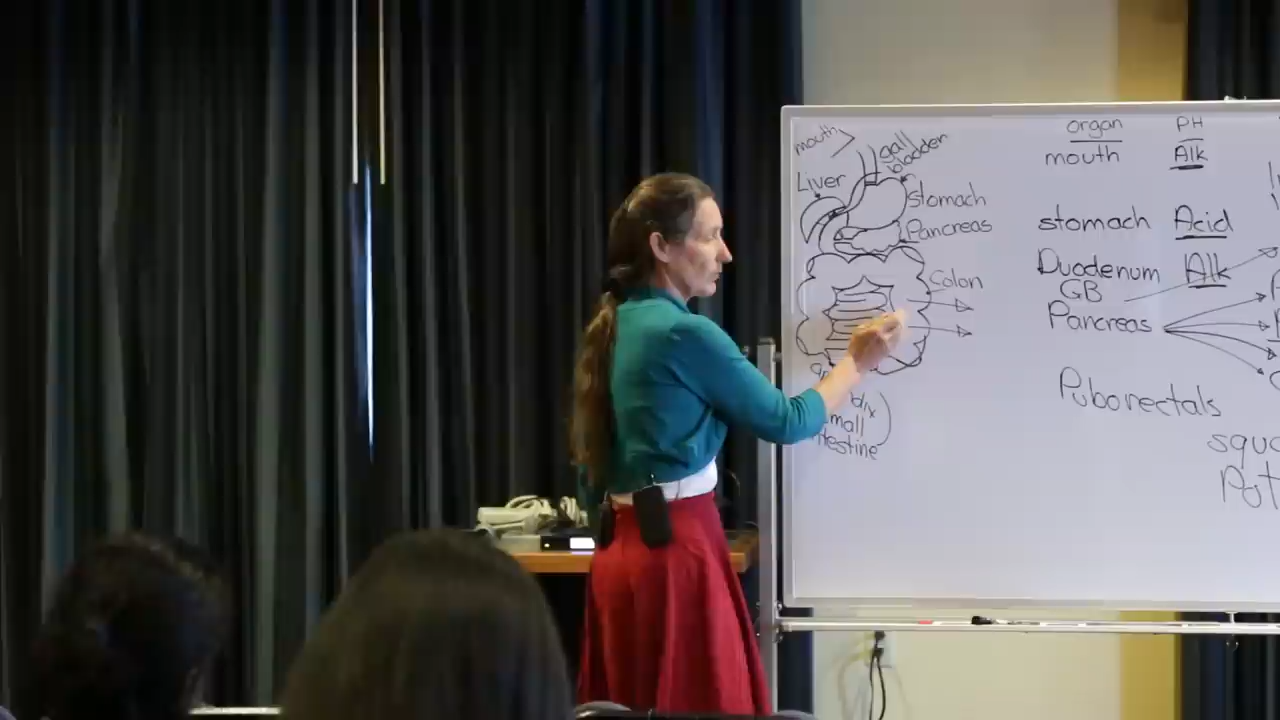 mouth
gall
bladder
Liver
stomach
Pancreas
Colon
small
intestine
organ PH
mouth Alk
stomach Acid
Duodenum Alk
GB
Pancreas
Puborectals